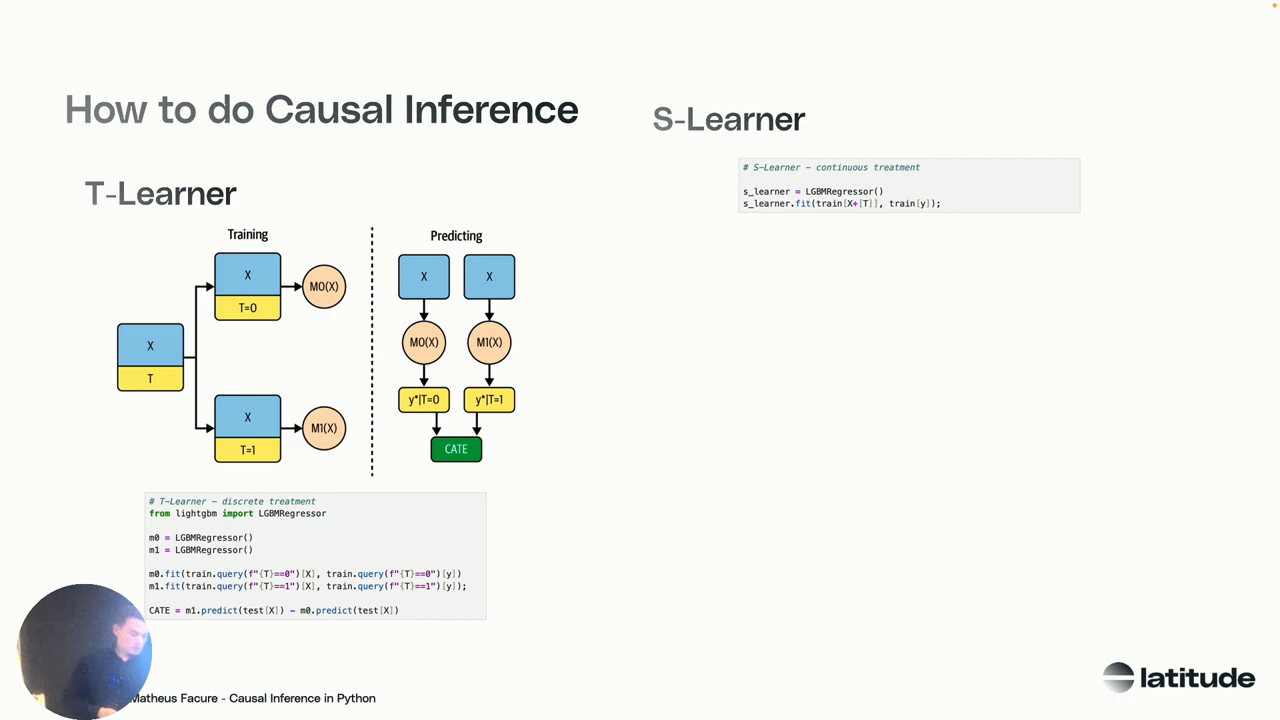 How to do Causal Inference
T-Learner
Training
Predicting
X
T
X
T=0
M0(X)
X
T=1
M1(X)
X
X
M0(X)
M1(X)
y*|T=0
y*|T=1
CATE
# T-Learner - discrete treatment
from lightgbm import LGBMRegressor
m0 = LGBMRegressor()
m1 = LGBMRegressor()
m0.fit(train.query(f"{T}==0")[X], train.query(f"{T}==0")[y])
m1.fit(train.query(f"{T}==1")[X], train.query(f"{T}==1")[y]);
CATE = m1.predict(test[X]) - m0.predict(test[X])
S-Learner
# S-Learner - continuous treatment
s_learner = LGBMRegressor()
s_learner.fit(train[X+[T]], train[y]);
Matheus Facure - Causal Inference in Python
latitude